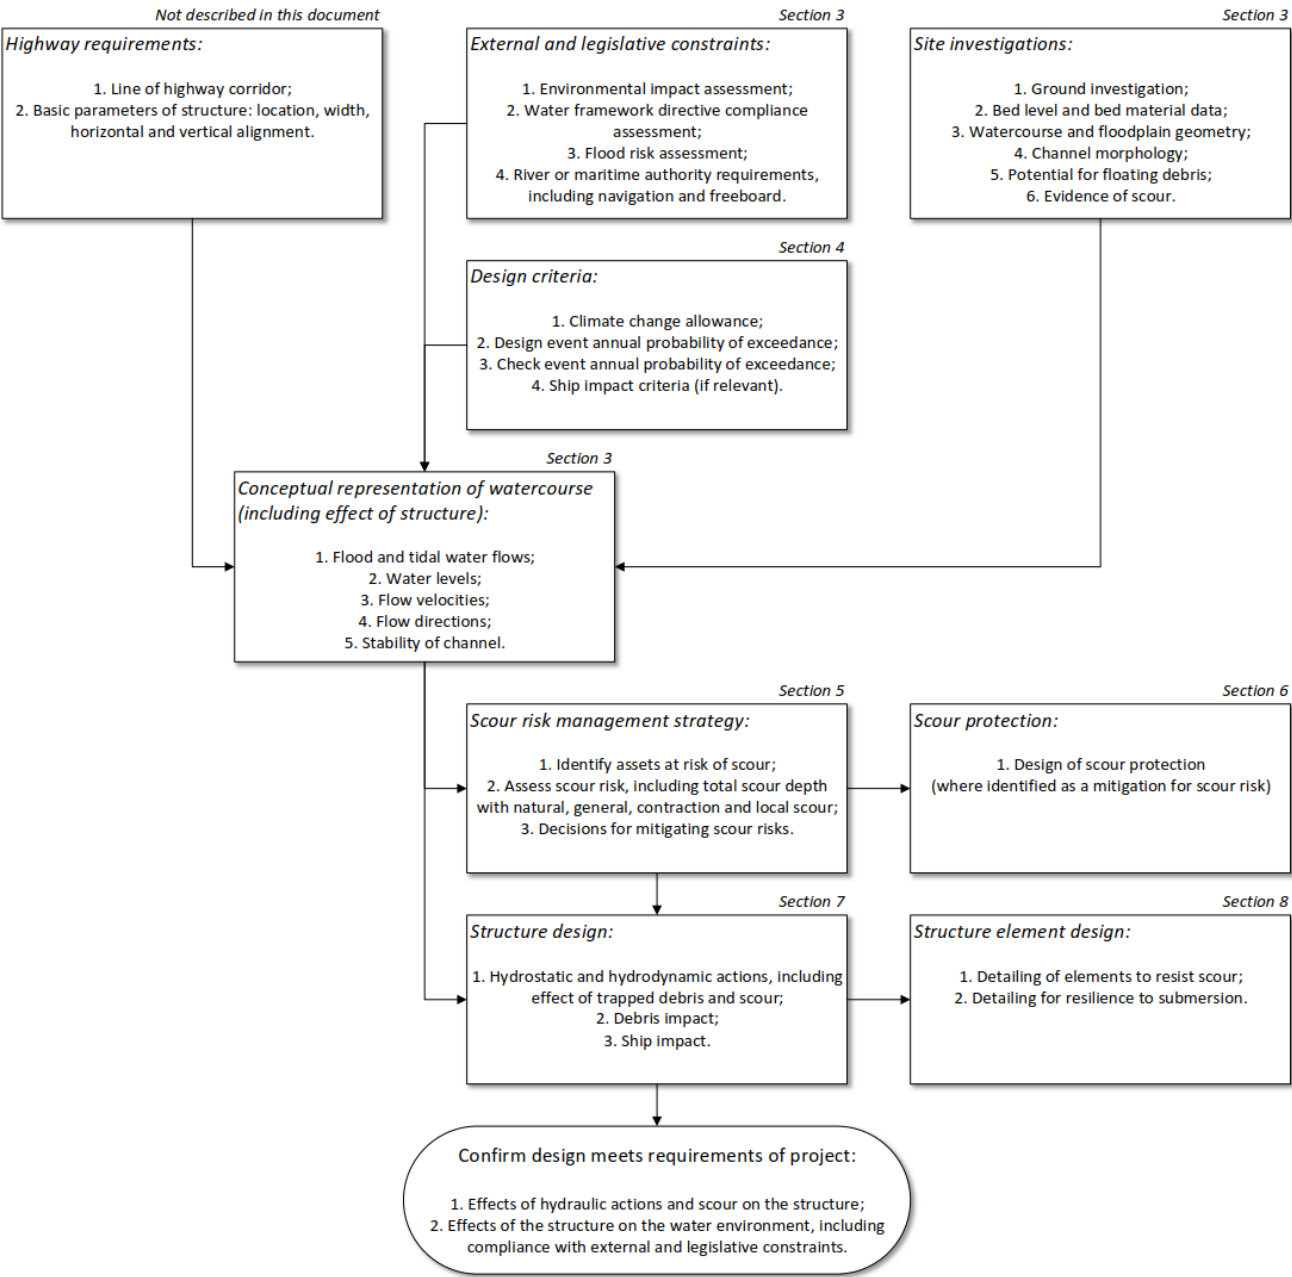 Not described in this document
Highway requirements:
1. Line of highway corridor;
2. Basic parameters of structure: location, width,
horizontal and vertical alignment.
Section 3
External and legislative constraints:
1. Environmental impact assessment;
2. Water framework directive compliance
assessment;
3. Flood risk assessment;
4. River or maritime authority requirements,
including navigation and freeboard.
Section 3
Site investigations:
1. Ground investigation;
2. Bed level and bed material data;
3. Watercourse and floodplain geometry;
4. Channel morphology;
5. Potential for floating debris;
6. Evidence of scour.
Section 4
Design criteria:
1. Climate change allowance;
2. Design event annual probability of exceedance;
3. Check event annual probability of exceedance;
4. Ship impact criteria (if relevant).
Section 3
Conceptual representation of watercourse
(including effect of structure):
1. Flood and tidal water flows;
2. Water levels;
3. Flow velocities;
4. Flow directions;
5. Stability of channel.
Section 5
Scour risk management strategy:
1. Identify assets at risk of scour;
2. Assess scour risk, including total scour depth
with natural, general, contraction and local scour;
3. Decisions for mitigating scour risks.
Section 6
Scour protection:
1. Design of scour protection
(where identified as a mitigation for scour risk)
Section 7
Structure design:
1. Hydrostatic and hydrodynamic actions, including
effect of trapped debris and scour;
2. Debris impact;
3. Ship impact.
Section 8
Structure element design:
1. Detailing of elements to resist scour;
2. Detailing for resilience to submersion.
Confirm design meets requirements of project:
1. Effects of hydraulic actions and scour on the structure;
2. Effects of the structure on the water environment, including
compliance with external and legislative constraints.